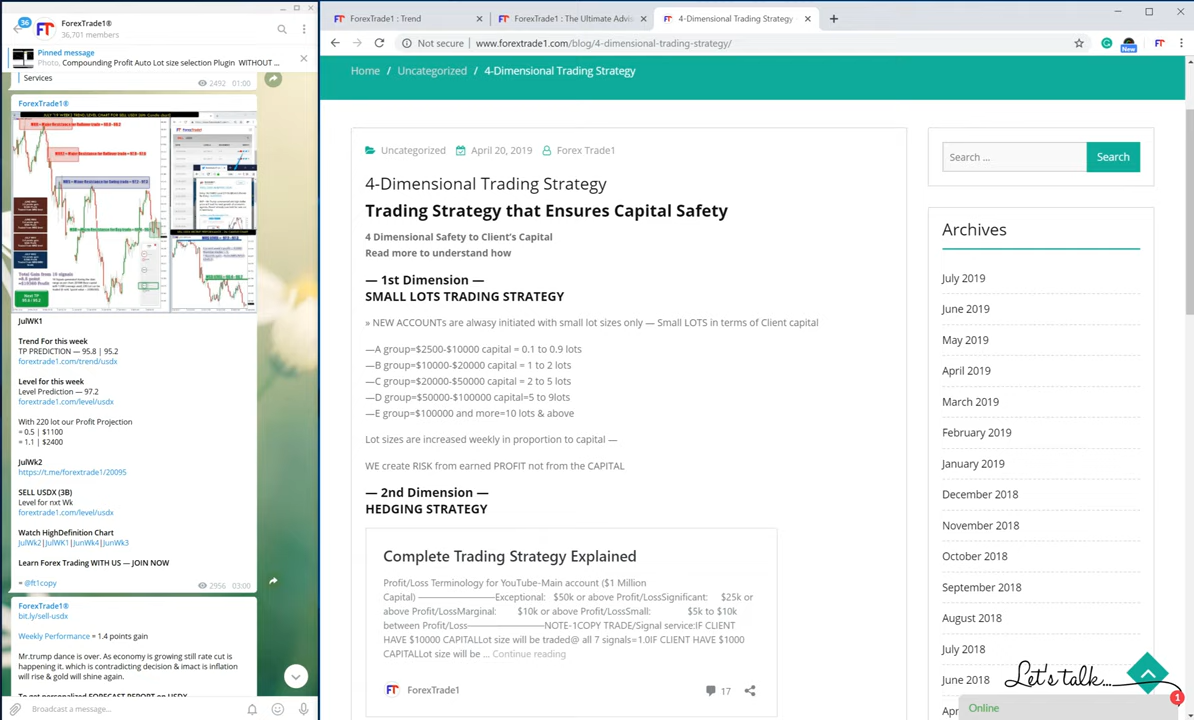 36
ForexTrade1®
36,701 members
Pinned message
Photo, Compounding Profit Auto Lot size selection Plugin WITHOUT ...
Services
2492 01:00
ForexTrade1®
JulWK1
Trend For this week
TP PREDICTION — 95.8 | 95.2
forextrade1.com/trend/usdx
Level for this week
Level Prediction — 97.2
forextrade1.com/level/usdx
With 220 lot our Profit Projection
= 0.5 | $1100
= 1.1 | $2400
JulWk2
https://t.me/forextrade1/20095
SELL USDX (3B)
Level for nxt Wk
forextrade1.com/level/usdx
Watch HighDefinition Chart
JulWk2|JulWK1|JunWk4|JunWk3
Learn Forex Trading WITH US — JOIN NOW
= @ft1copy
2956 03:00
ForexTrade1®
bit.ly/sell-usdx
Weekly Performance = 1.4 points gain
Mr.trump dance is over. As economy is growing still rate cut is
happening it, which is contradicting decision & imact is inflation
will rise & gold will shine again.
To get personalized FORECAST REPORT on USDX
Broadcast a message...
ForexTrade1 : Trend
ForexTrade1 : The Ultimate Advis
4-Dimensional Trading Strategy
Not secure | www.forextrade1.com/blog/4-dimensional-trading-strategy/
New
Home / Uncategorized / 4-Dimensional Trading Strategy
Uncategorized April 20, 2019 Forex Trade1
4-Dimensional Trading Strategy
Trading Strategy that Ensures Capital Safety
4 Dimensional Safety to Client's Capital
Read more to understand how
— 1st Dimension —
SMALL LOTS TRADING STRATEGY
» NEW ACCOUNTs are alwasy initiated with small lot sizes only — Small LOTS in terms of Client capital
—A group=$2500-$10000 capital = 0.1 to 0.9 lots
—B group=$10000-$20000 capital = 1 to 2 lots
—C group=$20000-$50000 capital = 2 to 5 lots
—D group=$50000-$100000 capital=5 to 9lots
—E group=$100000 and more=10 lots & above
Lot sizes are increased weekly in proportion to capital —
WE create RISK from earned PROFIT not from the CAPITAL
— 2nd Dimension —
HEDGING STRATEGY
Complete Trading Strategy Explained
Profit/Loss Terminology for YouTube-Main account ($1 Million
Capital) —————————Exceptional: $50k or above Profit/LossSignificant: $25k or
above Profit/LossMarginal: $10k or above Profit/LossSmall: $5k to $10k
between Profit/Loss—————————NOTE-1COPY TRADE/Signal service:IF CLIENT
HAVE $10000 CAPITALLot size will be traded@ all 7 signals=1.0IF CLIENT HAVE $1000
CAPITALLot size will be ... Continue reading
ForexTrade1
17
Search ...
Search
Archives
July 2019
June 2019
May 2019
April 2019
March 2019
February 2019
January 2019
December 2018
November 2018
October 2018
September 2018
August 2018
July 2018
June 2018
Let's talk...
1
Online